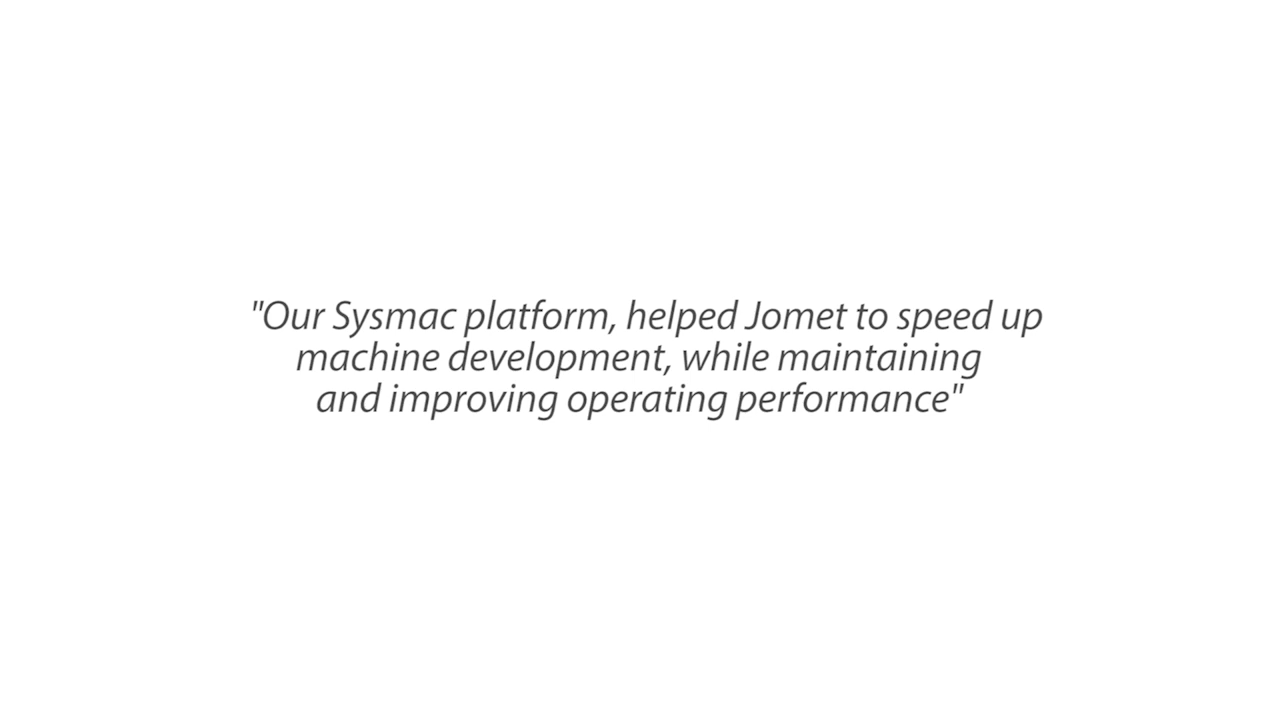 "Our Sysmac platform, helped Jomet to speed up
machine development, while maintaining
and improving operating performance"